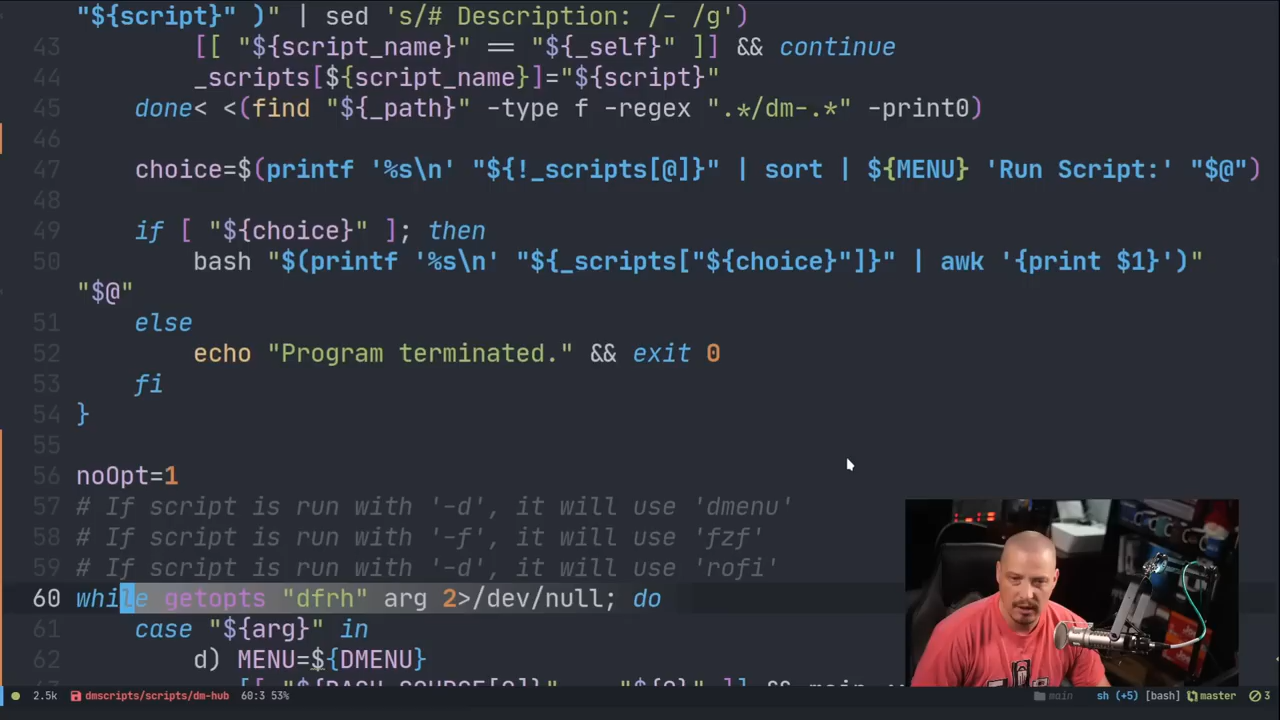 "${script}" )" | sed 's/# Description: /- /g')
43 [[ "${script_name}" == "${_self}" ]] && continue
44 _scripts[${script_name}]="${script}"
45 done< <(find "${_path}" -type f -regex ".*/dm-.*" -print0)
46
47 choice=$(printf '%s\n' "${!_scripts[@]}" | sort | ${MENU} 'Run Script:' "$@")
48
49 if [ "${choice}" ]; then
50 bash "$(printf '%s\n' "${_scripts["${choice}"]}" | awk '{print $1}')"
"$@"
51 else
52 echo "Program terminated." && exit 0
53 fi
54 }
55
56 noOpt=1
57 # If script is run with '-d', it will use 'dmenu'
58 # If script is run with '-f', it will use 'fzf'
59 # If script is run with '-d', it will use 'rofi'
60 while getopts "dfrh" arg 2>/dev/null; do
61 case "${arg}" in
62 d) MENU=${DMENU}
2.5k dmscripts/scripts/dm-hub 60:3 53% main sh (+5) [bash] master 3